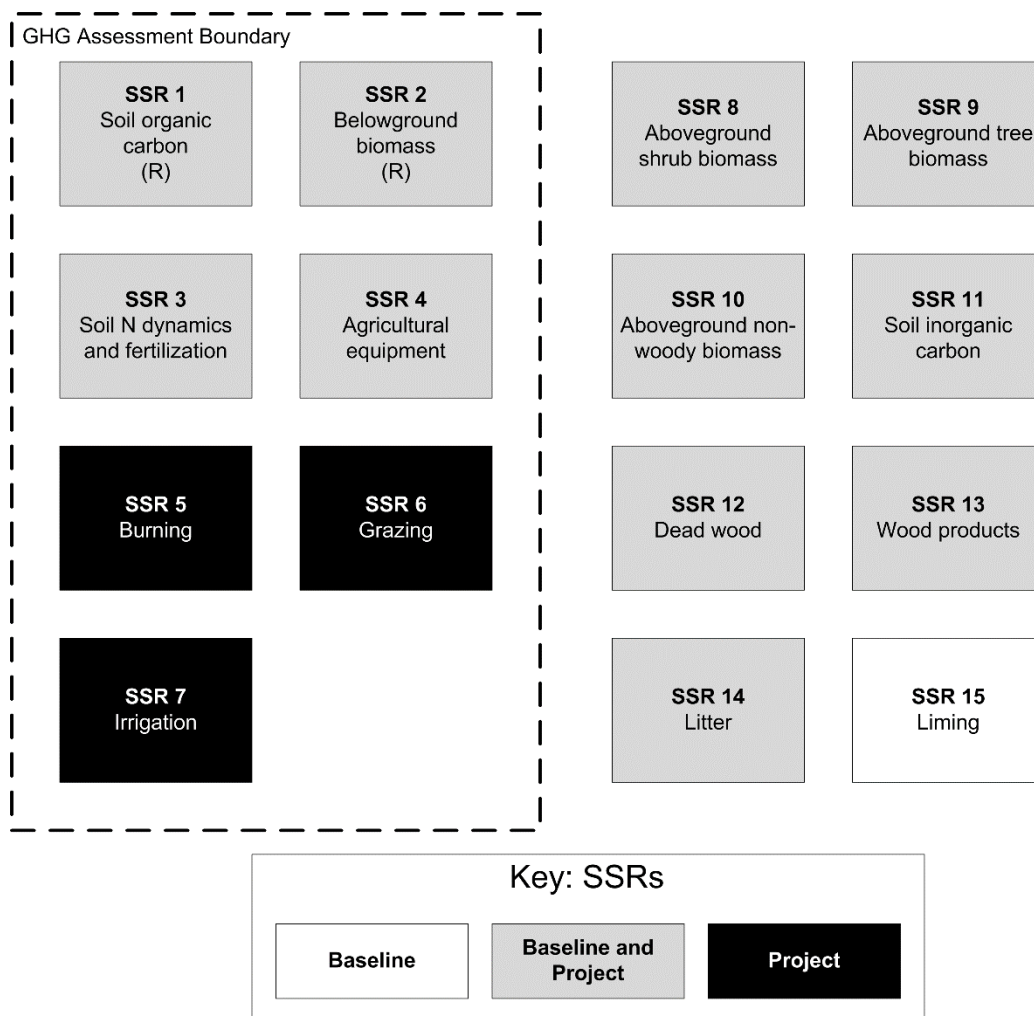 GHG Assessment Boundary
SSR 1
Soil organic
carbon
(R)
SSR 2
Belowground
biomass
(R)
SSR 8
Aboveground
shrub biomass
SSR 9
Aboveground tree
biomass
SSR 3
Soil N dynamics
and fertilization
SSR 4
Agricultural
equipment
SSR 10
Aboveground non-
woody biomass
SSR 11
Soil inorganic
carbon
SSR 5
Burning
SSR 6
Grazing
SSR 12
Dead wood
SSR 13
Wood products
SSR 7
Irrigation
SSR 14
Litter
SSR 15
Liming
Key: SSRs
Baseline
Baseline and
Project
Project